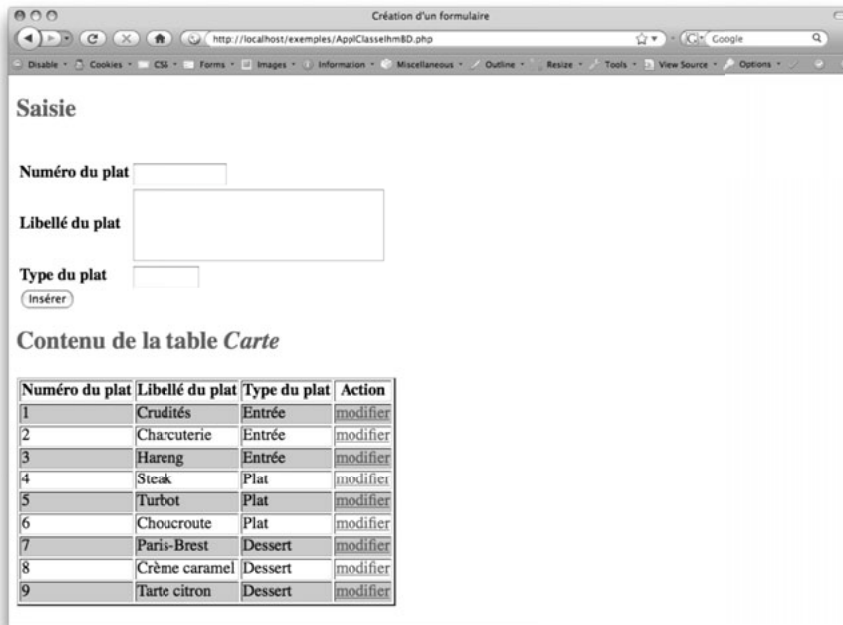 Création d'un formulaire
http://localhost/exemples/ApplClasseIhmBD.php
Google
Disable Cookies CSS Forms Images Information Miscellaneous Outline Resize Tools View Source Options
Saisie
Numéro du plat
Libellé du plat
Type du plat
Insérer
Contenu de la table Carte
Numéro du plat Libellé du plat Type du plat Action
1 Crudités Entrée modifier
2 Charcuterie Entrée modifier
3 Hareng Entrée modifier
4 Steak Plat modifier
5 Turbot Plat modifier
6 Choucroute Plat modifier
7 Paris-Brest Dessert modifier
8 Crème caramel Dessert modifier
9 Tarte citron Dessert modifier